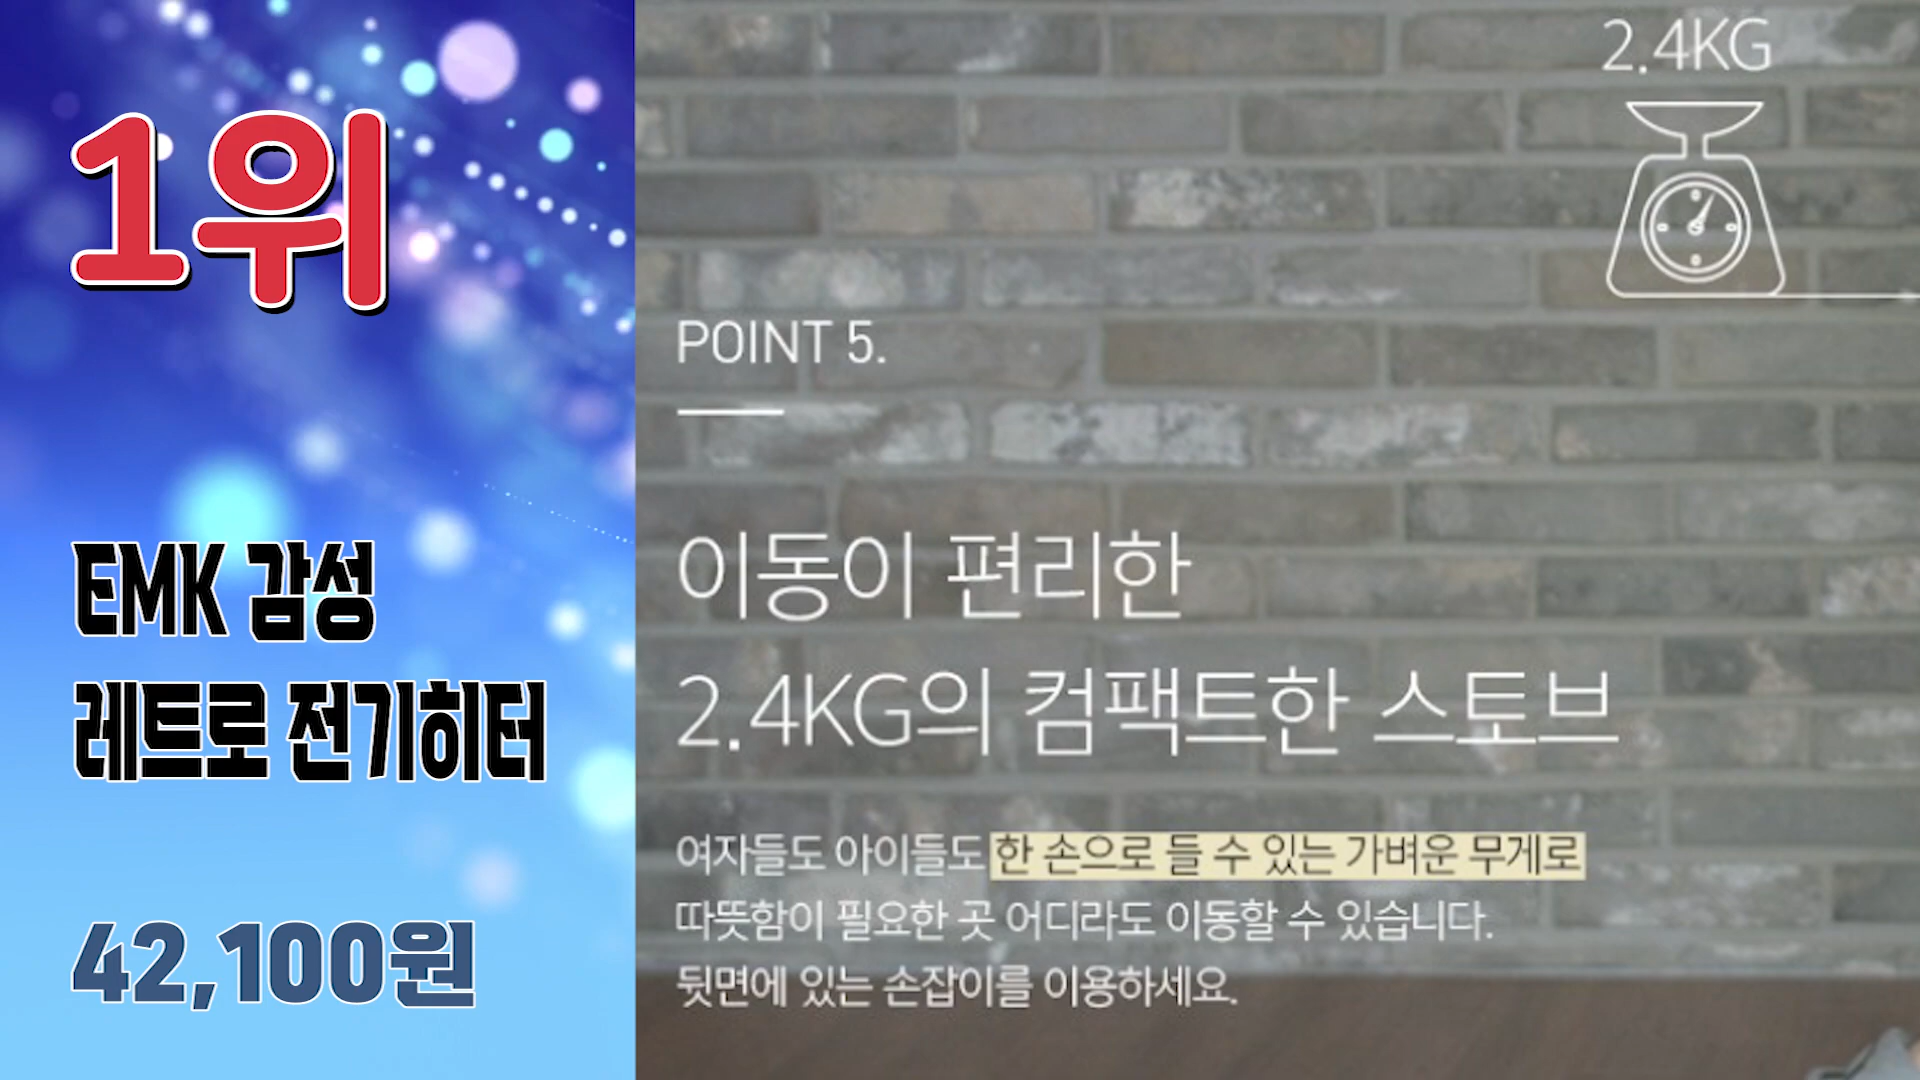 1위
EMK 감성
레트로 전기히터
42,100원
2.4KG
POINT 5.
이동이 편리한
2.4KG의 컴팩트한 스토브
여자들도 아이들도 한 손으로 들 수 있는 가벼운 무게로
따뜻함이 필요한 곳 어디라도 이동할 수 있습니다.
뒷면에 있는 손잡이를 이용하세요.